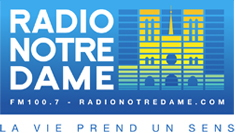 RADIO
NOTRE
DAME
FM100.7 - RADIONOTREDAME.COM
LA VIE PREND UN SENS